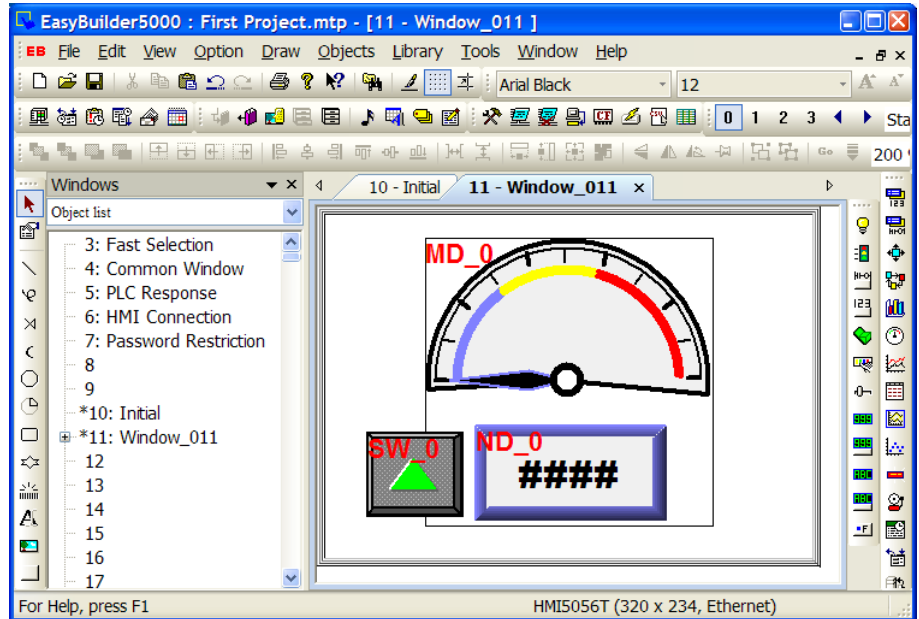 EasyBuilder5000 : First Project.mtp - [11 - Window_011 ]
EB File Edit View Option Draw Objects Library Tools Window Help
Arial Black 12
0 1 2 3 Sta
Go 200
Windows
Object list
3: Fast Selection
4: Common Window
5: PLC Response
6: HMI Connection
7: Password Restriction
8
9
*10: Initial
*11: Window_011
12
13
14
15
16
17
10 - Initial 11 - Window_011
MD_0
SW_0 ND_0
####
For Help, press F1 HMI5056T (320 x 234, Ethernet)